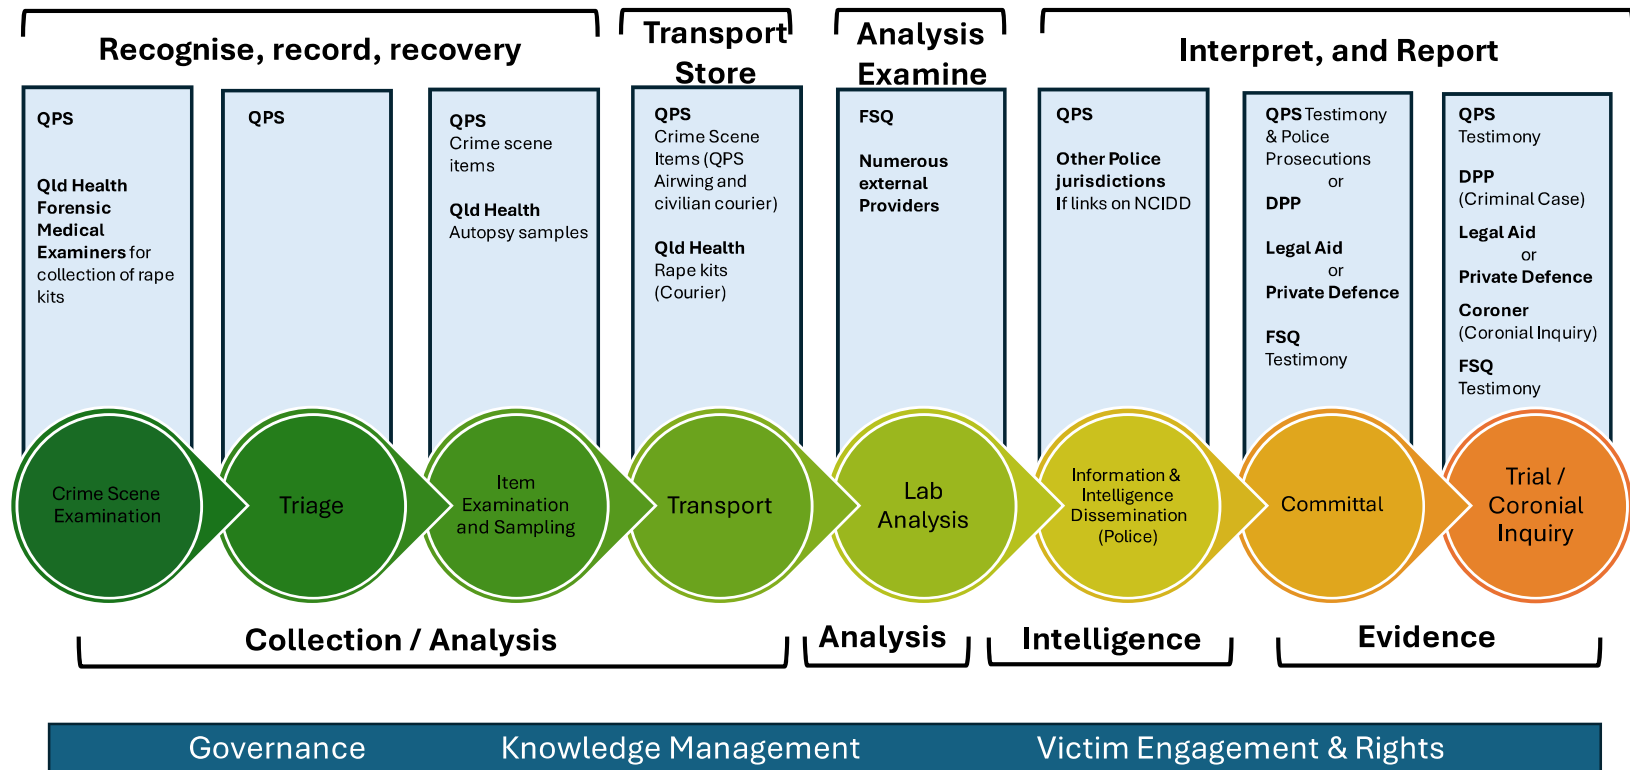 Recognise, record, recovery
Transport
Store
Analysis
Examine
Interpret, and Report
QPS
Qld Health
Forensic
Medical
Examiners for
collection of rape
kits
QPS
QPS
Crime scene
items
Qld Health
Autopsy samples
QPS
Crime Scene
Items (QPS
Airwing and
civilian courier)
Qld Health
Rape kits
(Courier)
FSQ
Numerous
external
Providers
QPS
Other Police
jurisdictions
If links on NCIDD
QPS Testimony
& Police
Prosecutions
or
DPP
Legal Aid
or
Private Defence
FSQ
Testimony
QPS
Testimony
DPP
(Criminal Case)
Legal Aid
or
Private Defence
Coroner
(Coronial Inquiry)
FSQ
Testimony
Crime Scene
Examination
Triage
Item
Examination
and Sampling
Transport
Lab
Analysis
Information &
Intelligence
Dissemination
(Police)
Committal
Trial /
Coronial
Inquiry
Collection / Analysis
Analysis
Intelligence
Evidence
Governance
Knowledge Management
Victim Engagement & Rights